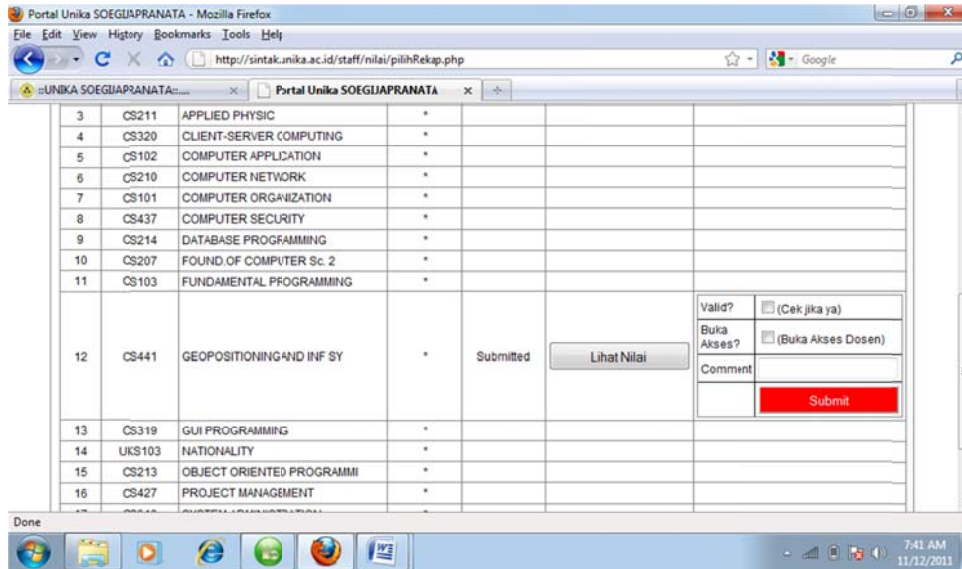 Portal Unika SOEGIJAPRANATA - Mozilla Firefox
File Edit View History Bookmarks Tools Help
http://sintak.unika.ac.id/staff/nilai/pilihRekap.php
Google
::UNIKA SOEGIJAPRANATA::....
Portal Unika SOEGIJAPRANATA
3 CS211 APPLIED PHYSIC *
4 CS320 CLIENT-SERVER COMPUTING *
5 CS102 COMPUTER APPLICATION *
6 CS210 COMPUTER NETWORK *
7 CS101 COMPUTER ORGANIZATION *
8 CS437 COMPUTER SECURITY *
9 CS214 DATABASE PROGRAMMING *
10 CS207 FOUND.OF COMPUTER Sc. 2 *
11 CS103 FUNDAMENTAL PROGRAMMING *
12 CS441 GEOPOSITIONING AND INF SY * Submitted Lihat Nilai
Valid? (Cek jika ya)
Buka Akses? (Buka Akses Dosen)
Comment
Submit
13 CS319 GUI PROGRAMMING *
14 UKS103 NATIONALITY *
15 CS213 OBJECT ORIENTED PROGRAMMI *
16 CS427 PROJECT MANAGEMENT *
Done
7:41 AM
11/12/2011